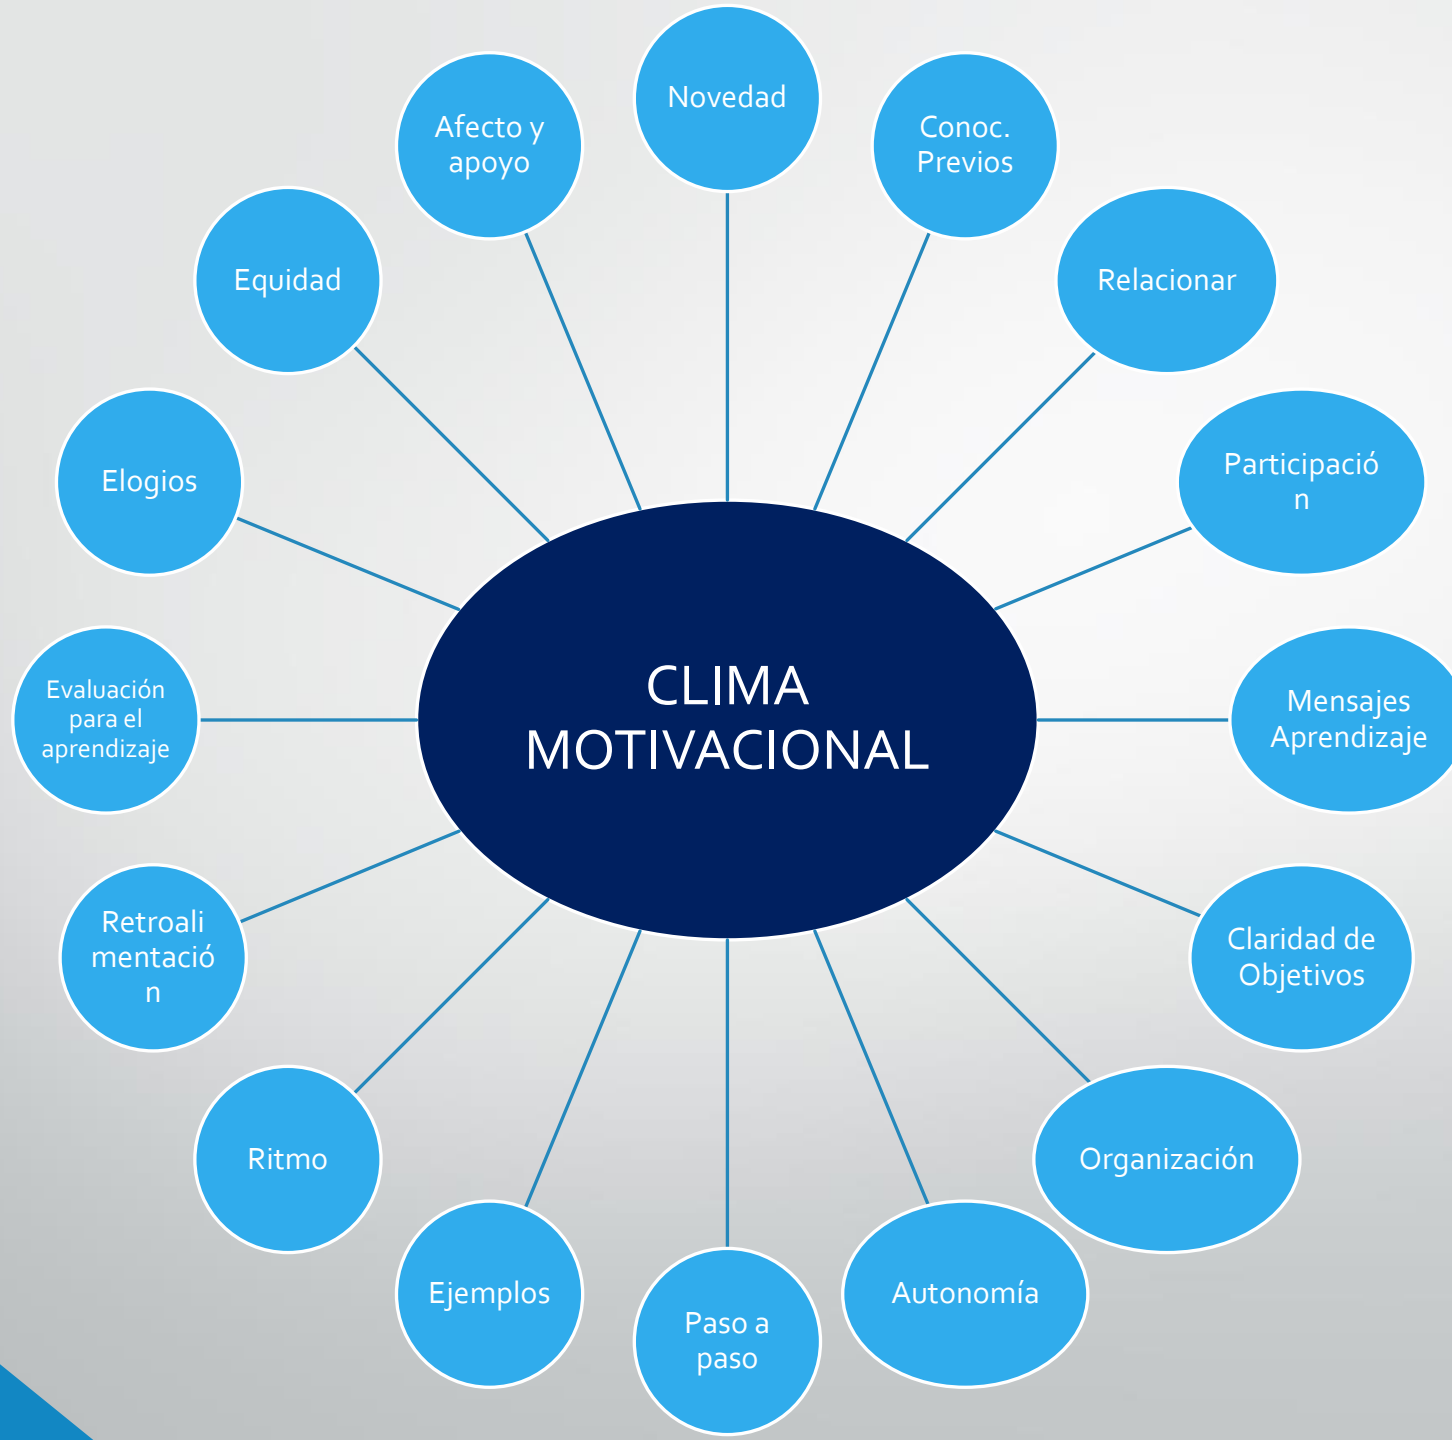 Novedad
Conoc.
Previos
Relacionar
Participació
n
Mensajes
Aprendizaje
Claridad de
Objetivos
Organización
Autonomía
Paso a
paso
Ejemplos
Ritmo
Retroali
mentació
n
Evaluación
para el
aprendizaje
Elogios
Equidad
Afecto y
apoyo
CLIMA
MOTIVACIONAL